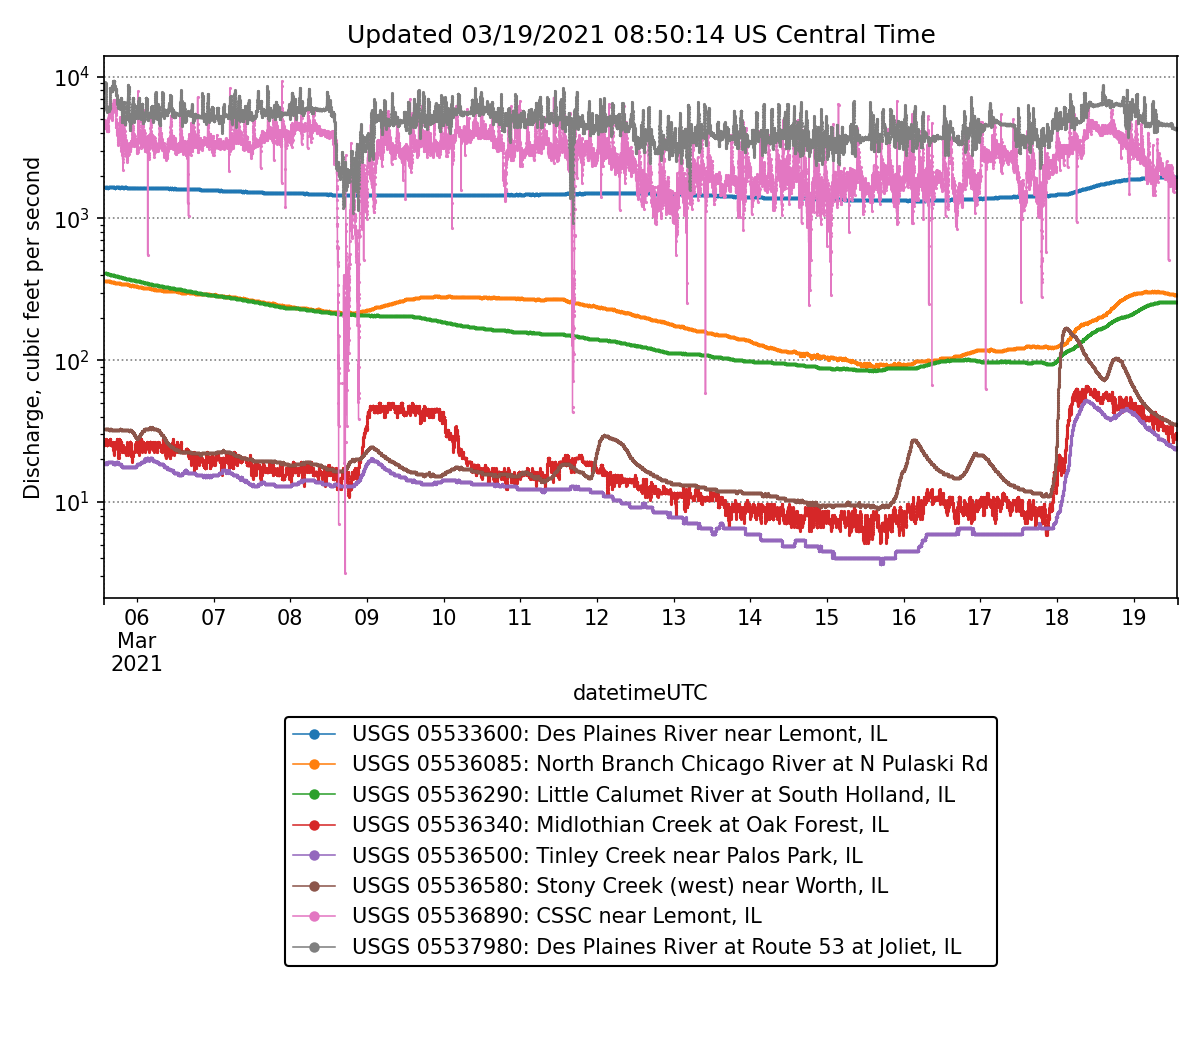 Updated 03/19/2021 08:50:14 US Central Time
Discharge, cubic feet per second
10⁴
10³
10²
10¹
06 07 08 09 10 11 12 13 14 15 16 17 18 19
Mar
2021
datetimeUTC
USGS 05533600: Des Plaines River near Lemont, IL
USGS 05536085: North Branch Chicago River at N Pulaski Rd
USGS 05536290: Little Calumet River at South Holland, IL
USGS 05536340: Midlothian Creek at Oak Forest, IL
USGS 05536500: Tinley Creek near Palos Park, IL
USGS 05536580: Stony Creek (west) near Worth, IL
USGS 05536890: CSSC near Lemont, IL
USGS 05537980: Des Plaines River at Route 53 at Joliet, IL